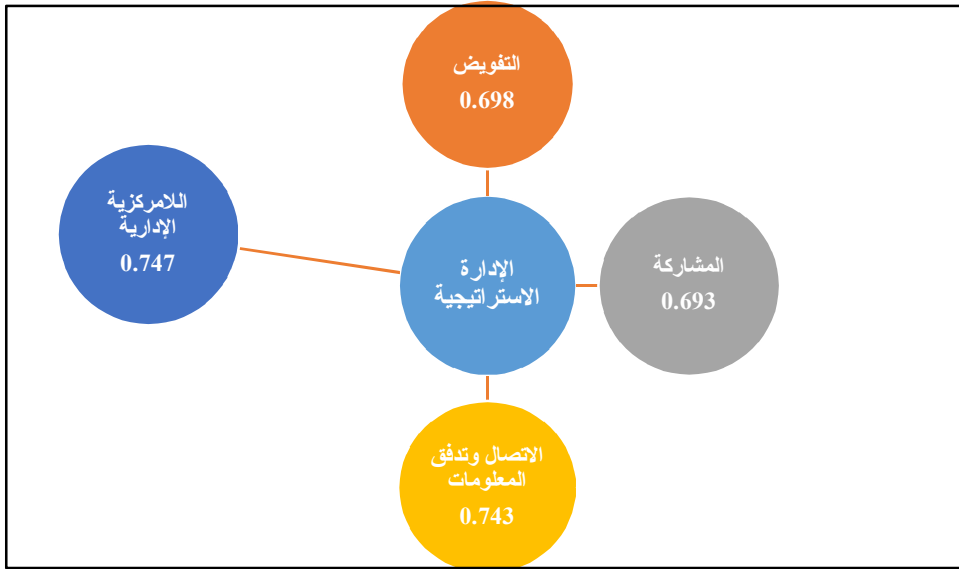 التفويض
0.698
اللامركزية
الإدارية
0.747
الإدارة
الاستراتيجية
المشاركة
0.693
الاتصال وتدفق
المعلومات
0.743